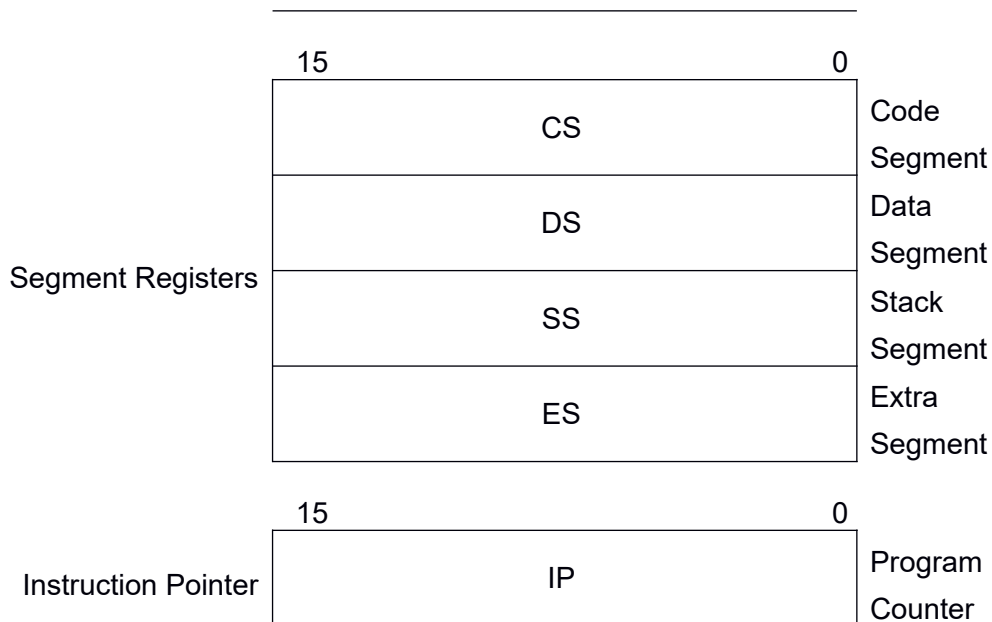 15 0
CS
Code
Segment
DS
Data
Segment
Segment Registers
SS
Stack
Segment
ES
Extra
Segment
15 0
Instruction Pointer
IP
Program
Counter